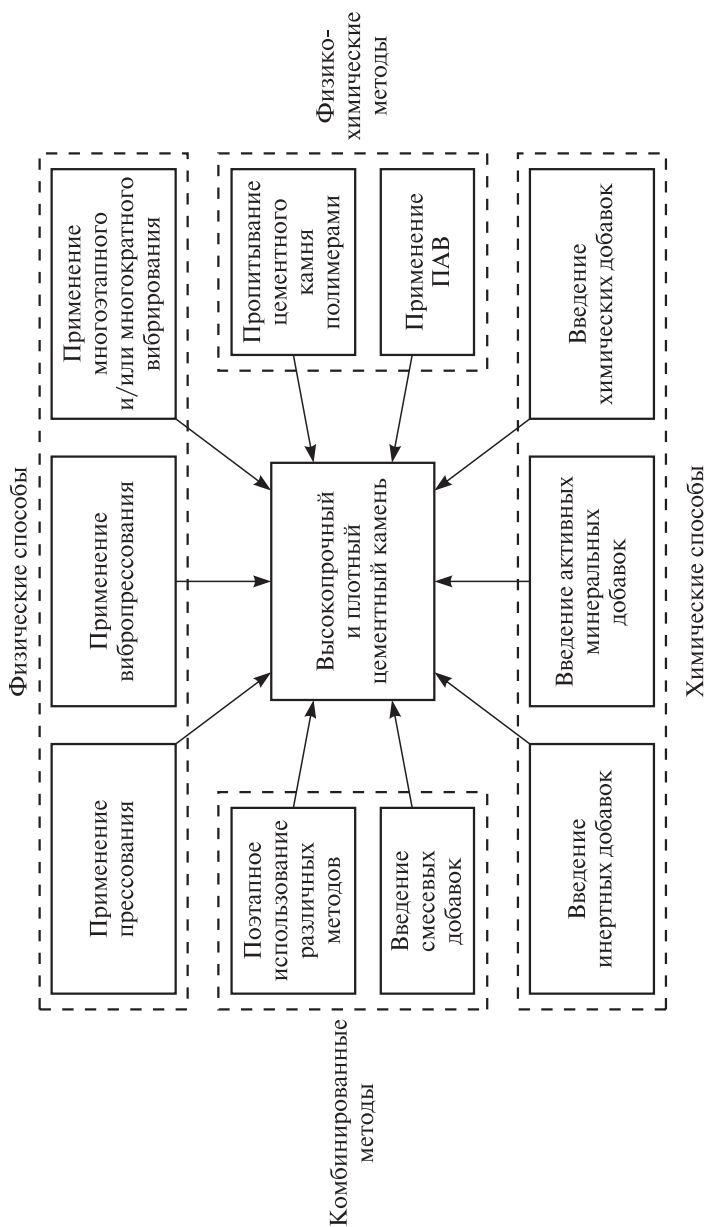 Физические способы
Применение
прессования
Применение
вибропрессования
Применение
многоэтапного
и/или многократного
вибрирования
Комбинированные
методы
Поэтапное
использование
различных
методов
Введение
смесевых
добавок
Высокопрочный
и плотный
цементный камень
Пропитывание
цементного
камня
полимерами
Применение
ПАВ
Физико-
химические
методы
Введение
инертных добавок
Введение активных
минеральных
добавок
Введение
химических добавок
Химические способы